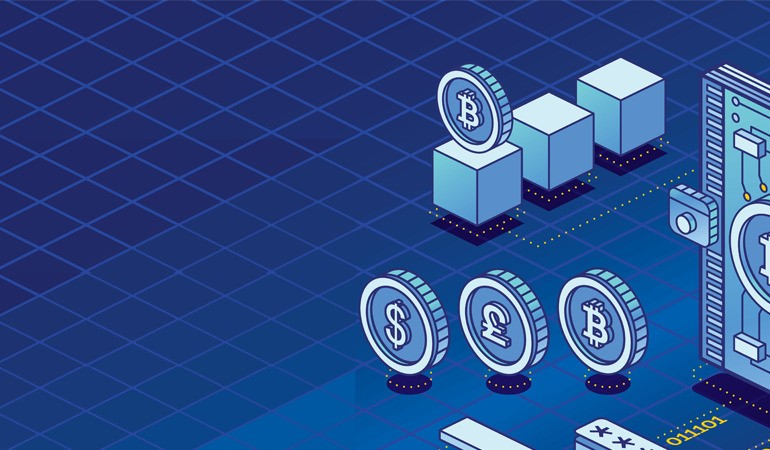 ₿
$ £ ₿
₿
***
011101